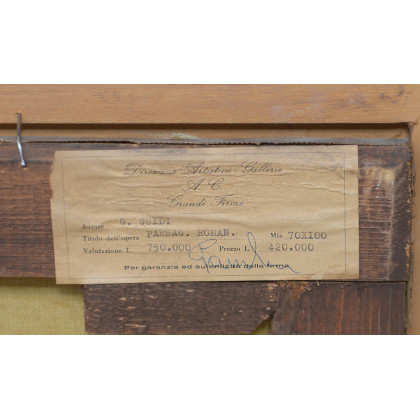 Direzione Artistica Gallerie
A. C.
Grandi Firme
Autore G. GUIDI
Titolo dell'opera PAESAG. ROMAN. Mis. 70X100
Valutazione L. 750.000 Prezzo L. 420.000
Per garanzia ed autenticità della firma